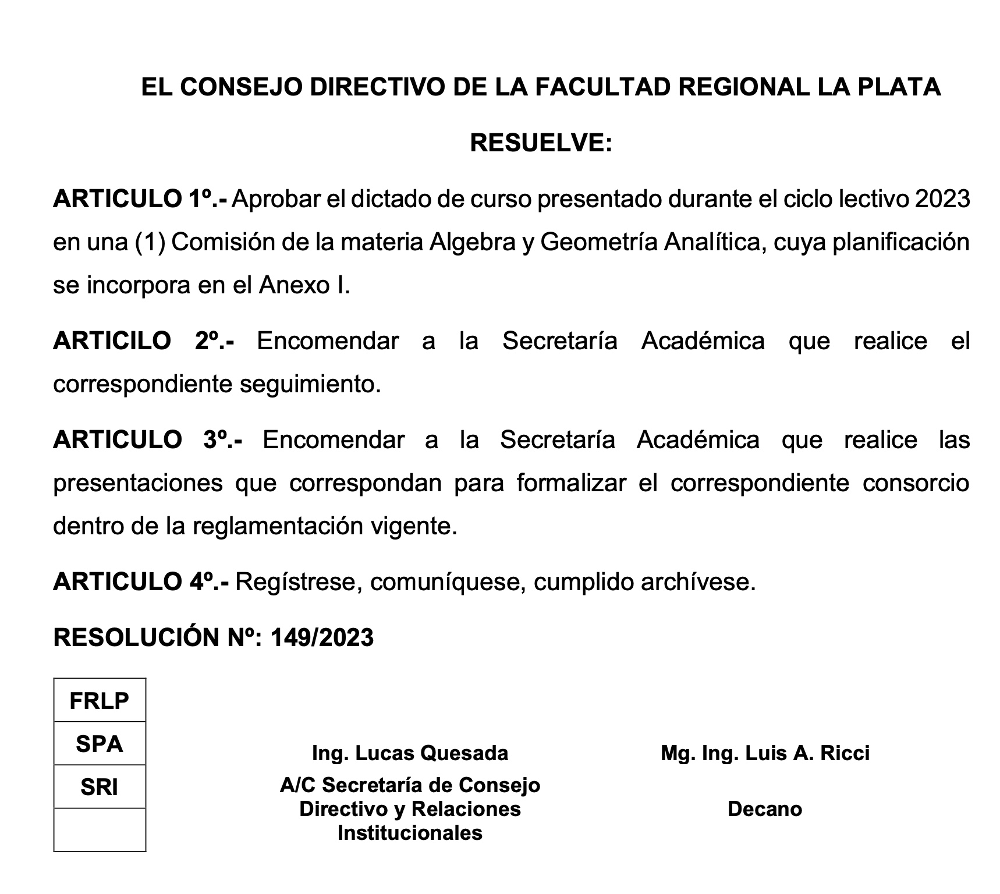 EL CONSEJO DIRECTIVO DE LA FACULTAD REGIONAL LA PLATA
RESUELVE:
ARTICULO 1º.- Aprobar el dictado de curso presentado durante el ciclo lectivo 2023
en una (1) Comisión de la materia Algebra y Geometría Analítica, cuya planificación
se incorpora en el Anexo I.
ARTICILO 2º.- Encomendar a la Secretaría Académica que realice el
correspondiente seguimiento.
ARTICULO 3º.- Encomendar a la Secretaría Académica que realice las
presentaciones que correspondan para formalizar el correspondiente consorcio
dentro de la reglamentación vigente.
ARTICULO 4º.- Regístrese, comuníquese, cumplido archívese.
RESOLUCIÓN Nº: 149/2023
FRLP
SPA
SRI
Ing. Lucas Quesada
A/C Secretaría de Consejo
Directivo y Relaciones
Institucionales
Mg. Ing. Luis A. Ricci
Decano